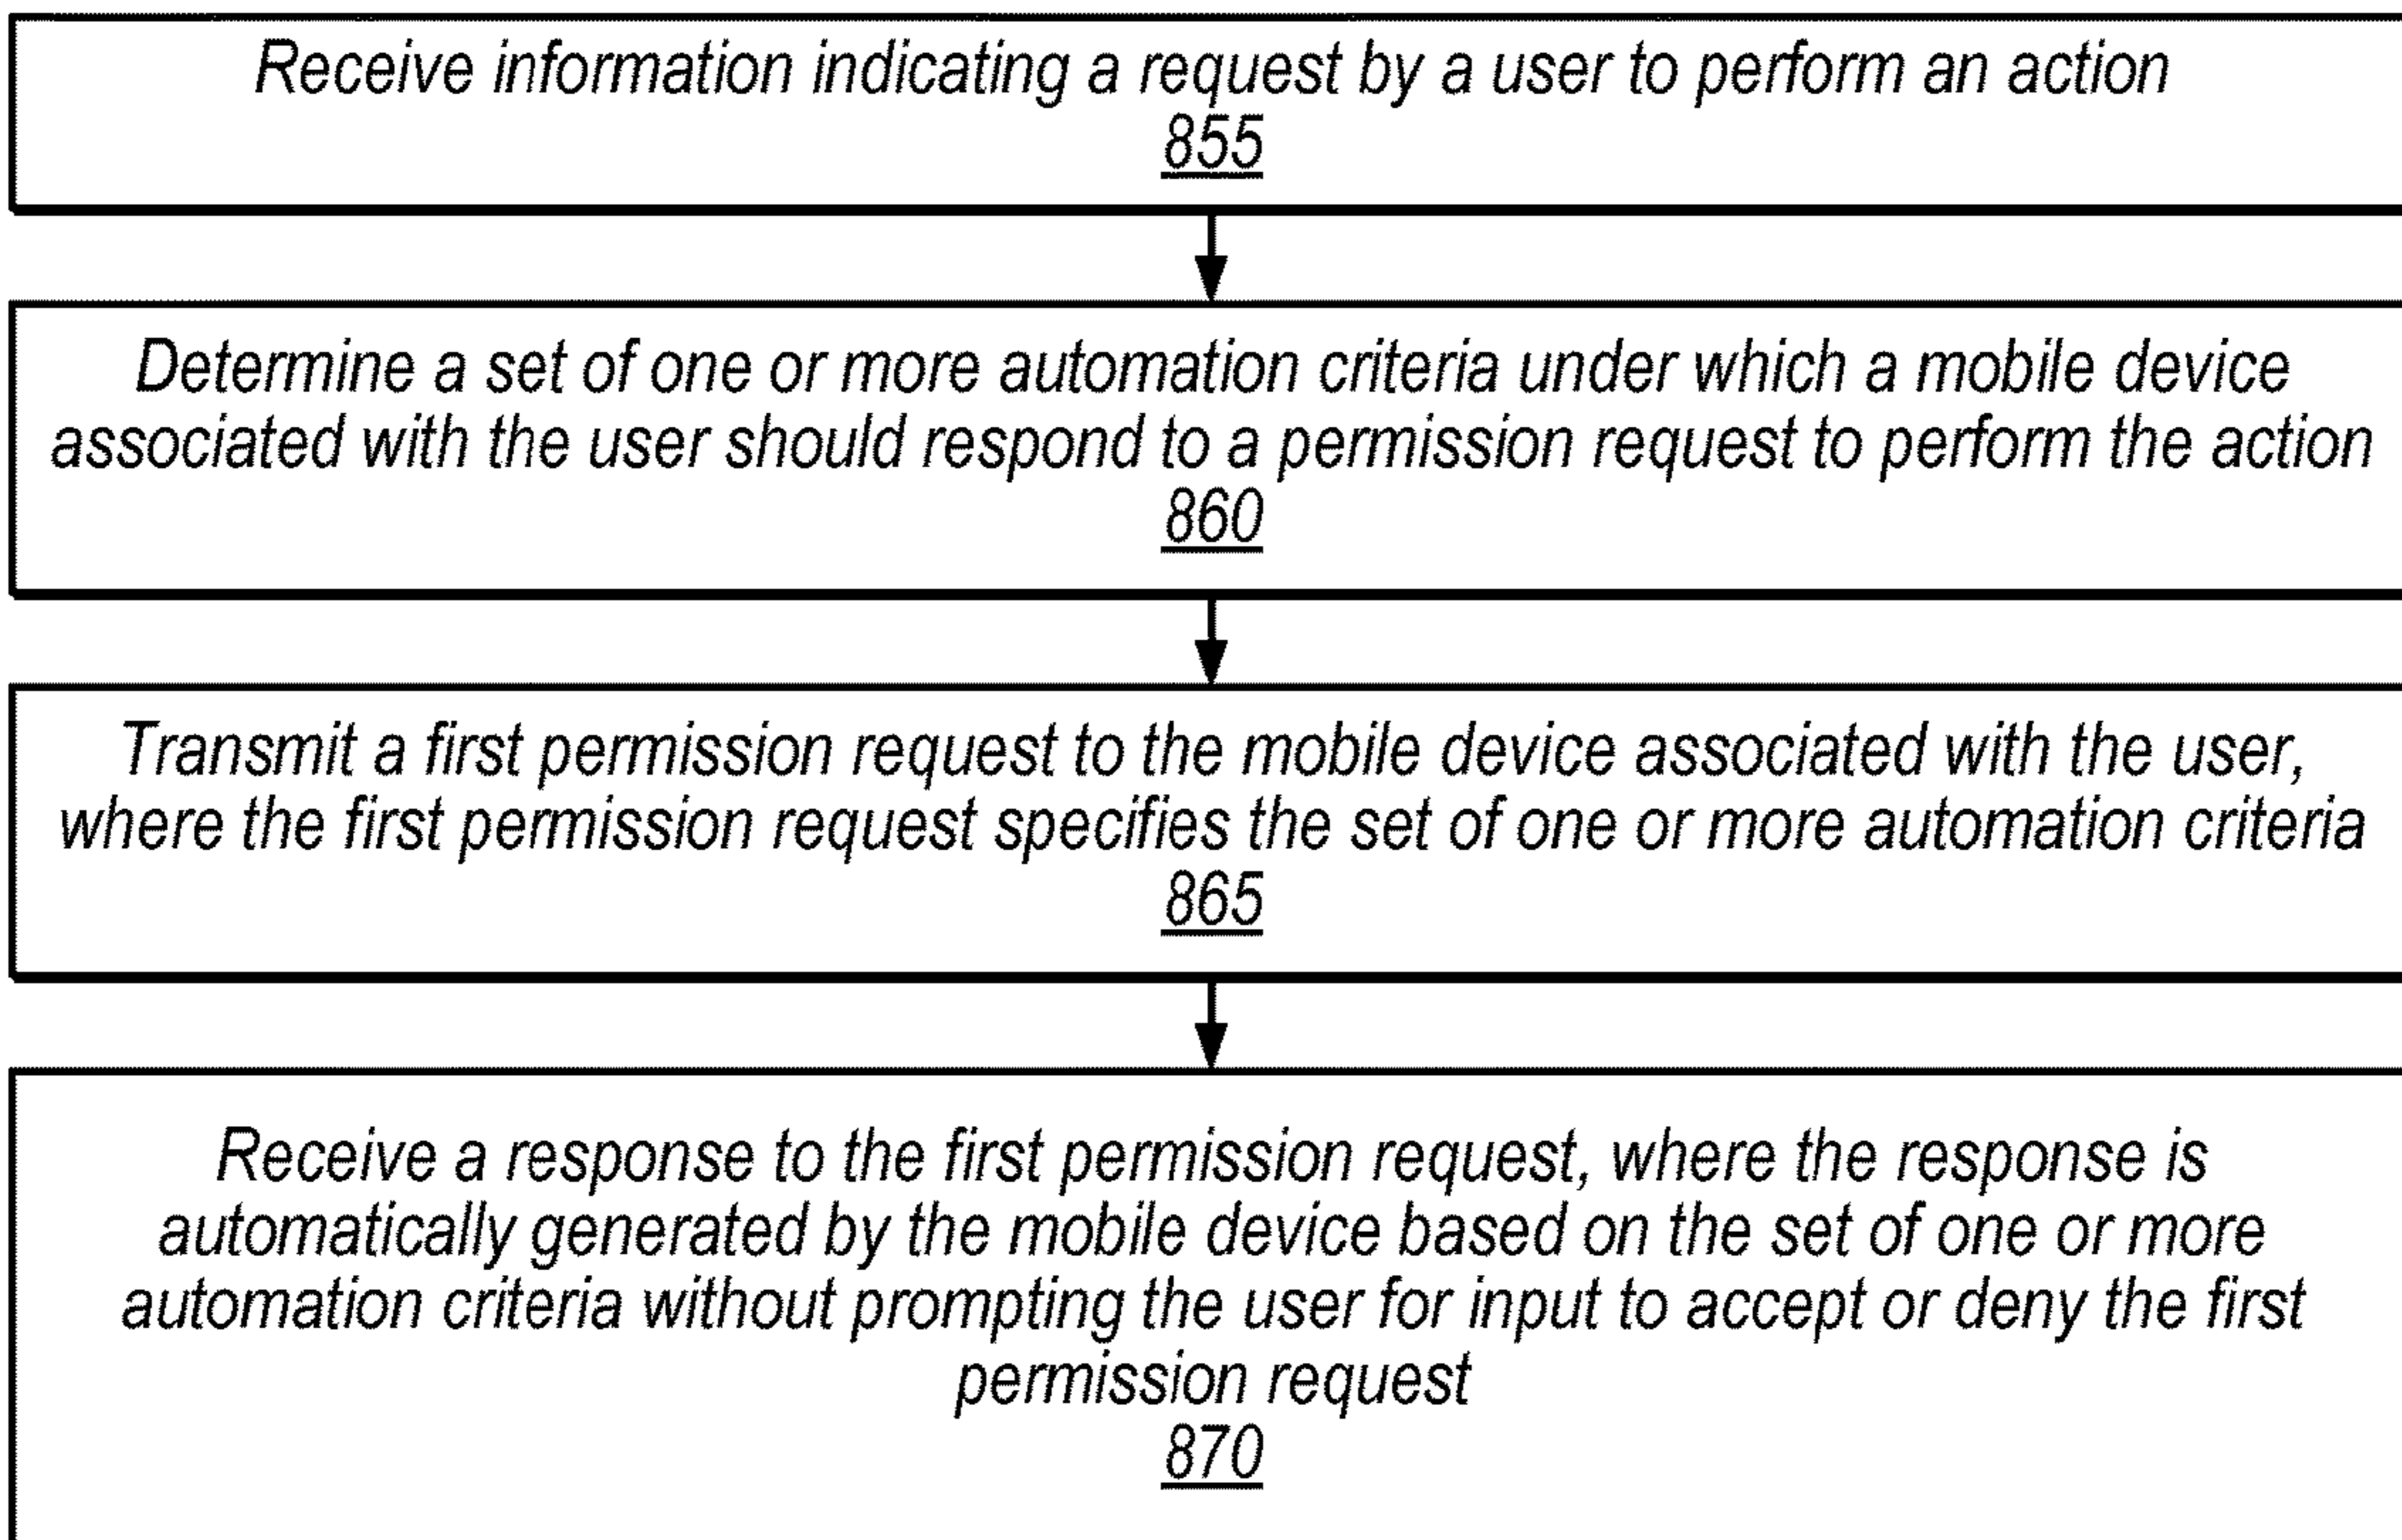 Receive information indicating a request by a user to perform an action
855
Determine a set of one or more automation criteria under which a mobile device
associated with the user should respond to a permission request to perform the action
860
Transmit a first permission request to the mobile device associated with the user,
where the first permission request specifies the set of one or more automation criteria
865
Receive a response to the first permission request, where the response is
automatically generated by the mobile device based on the set of one or more
automation criteria without prompting the user for input to accept or deny the first
permission request
870